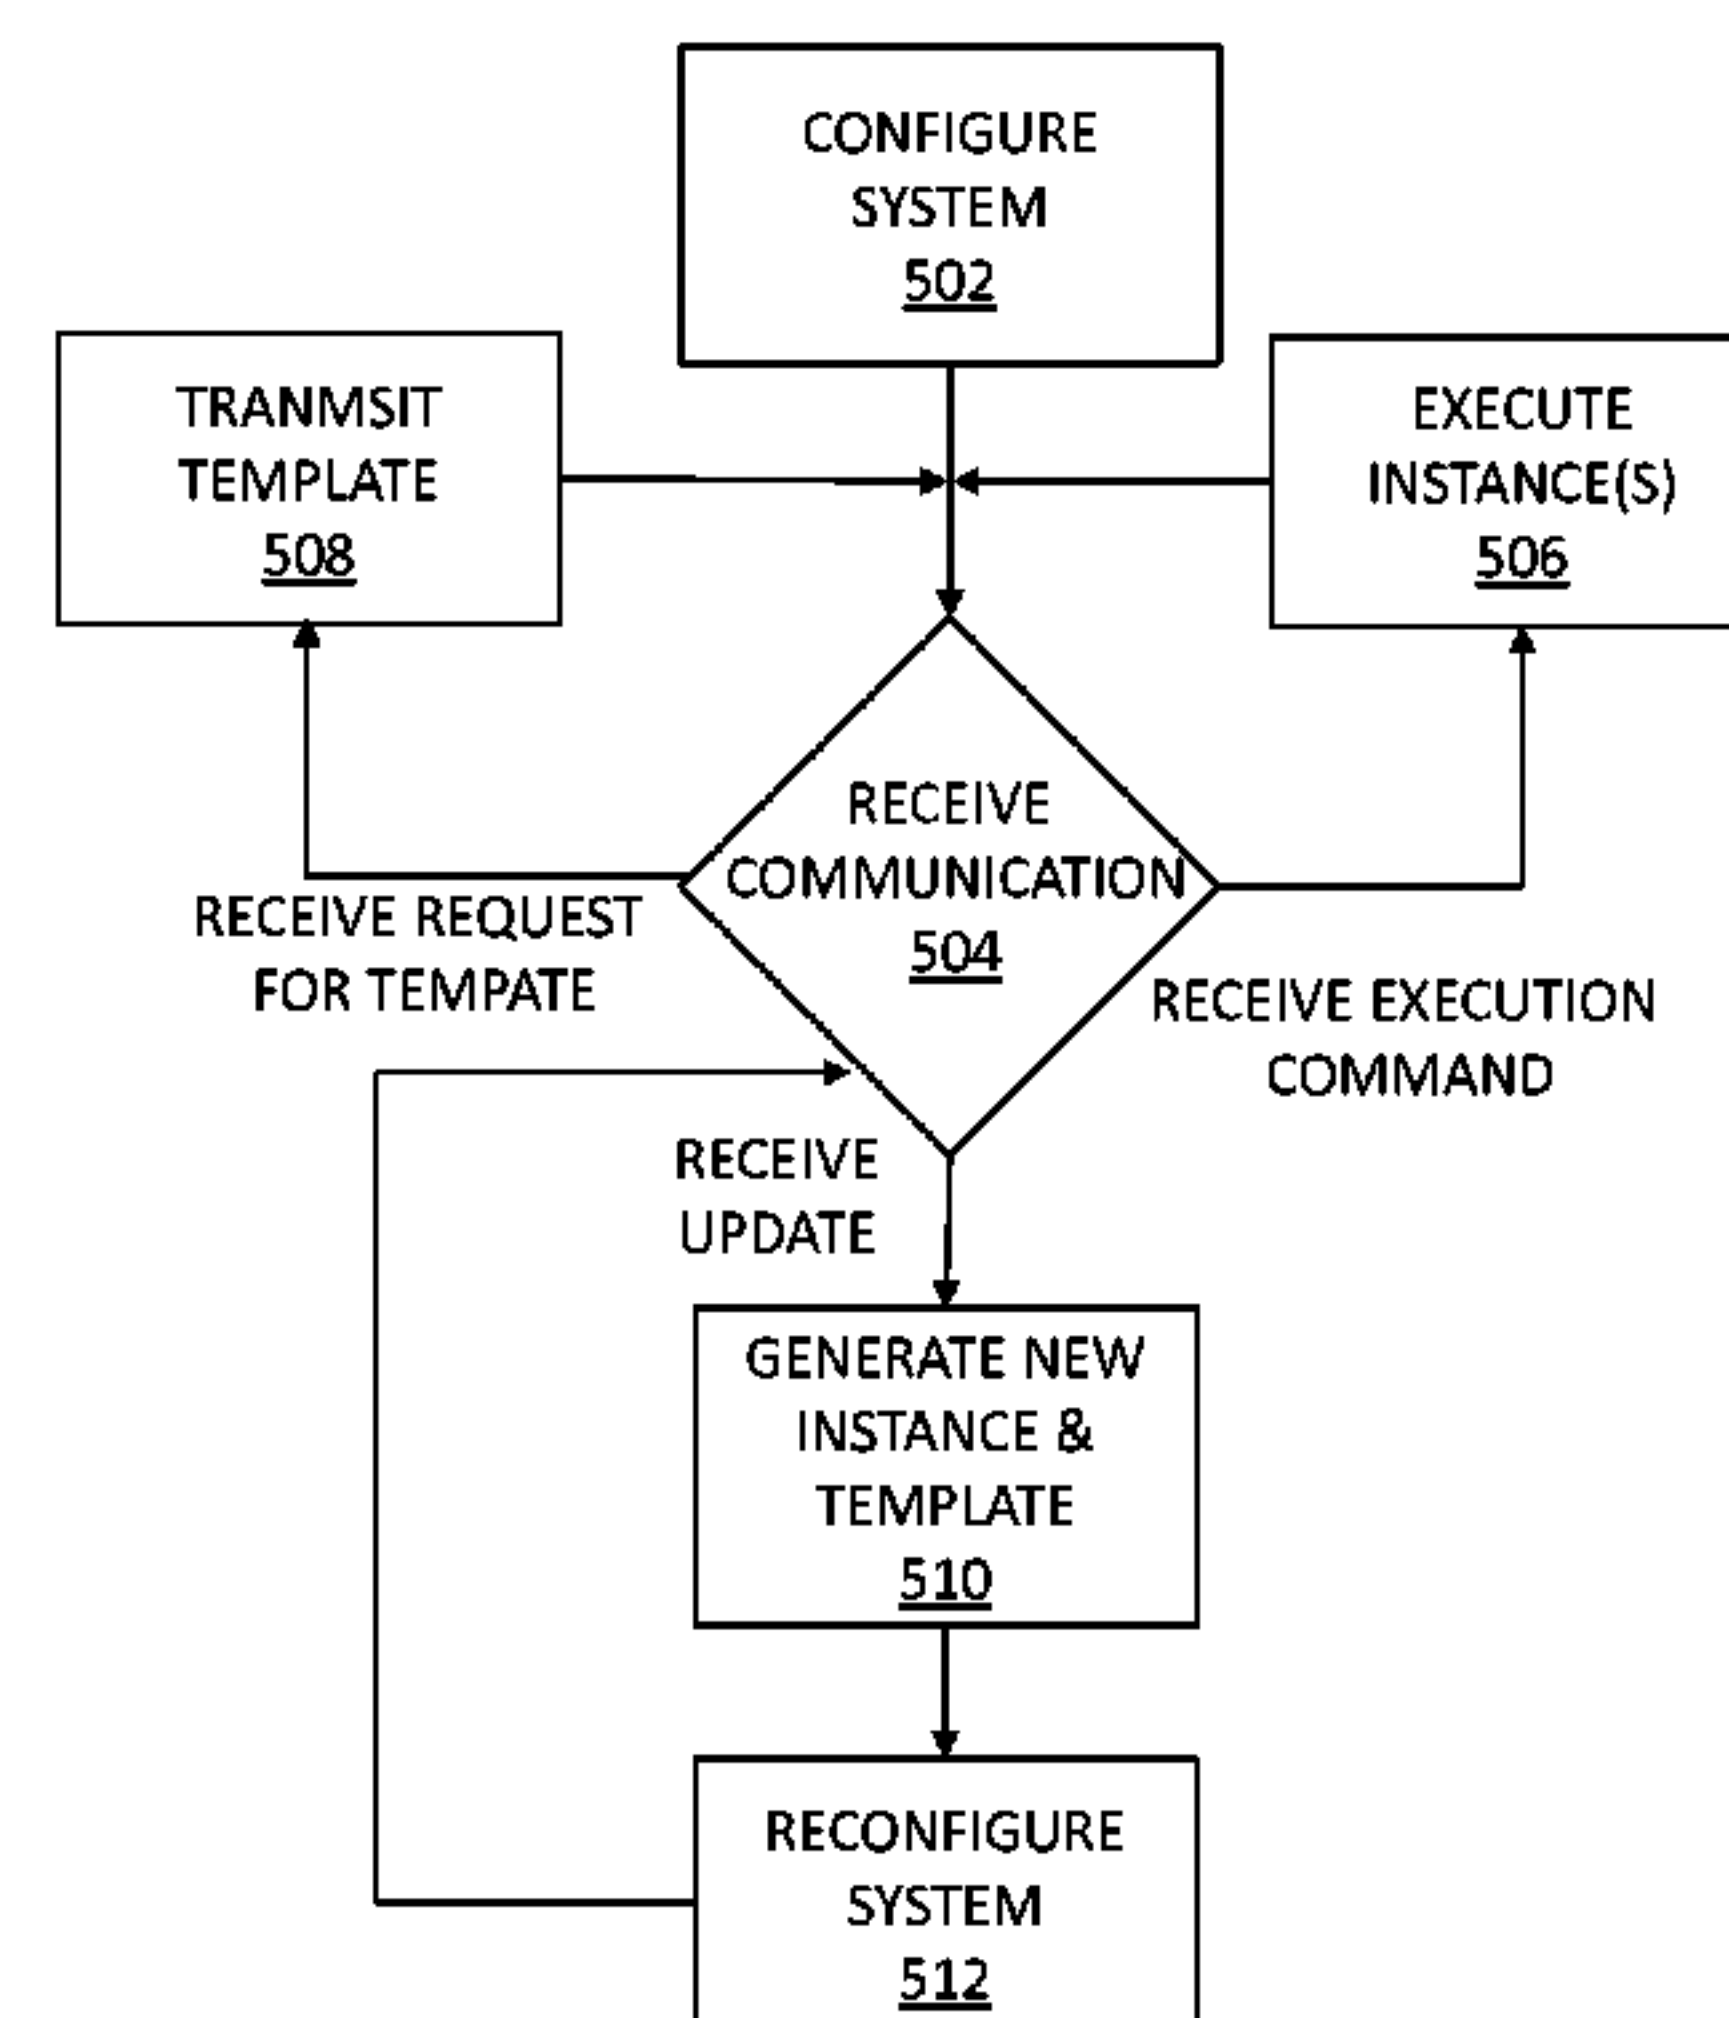 CONFIGURE
SYSTEM
502
TRANMSIT
TEMPLATE
508
EXECUTE
INSTANCE(S)
506
RECEIVE
COMMUNICATION
504
RECEIVE REQUEST
FOR TEMPATE
RECEIVE EXECUTION
COMMAND
RECEIVE
UPDATE
GENERATE NEW
INSTANCE &
TEMPLATE
510
RECONFIGURE
SYSTEM
512